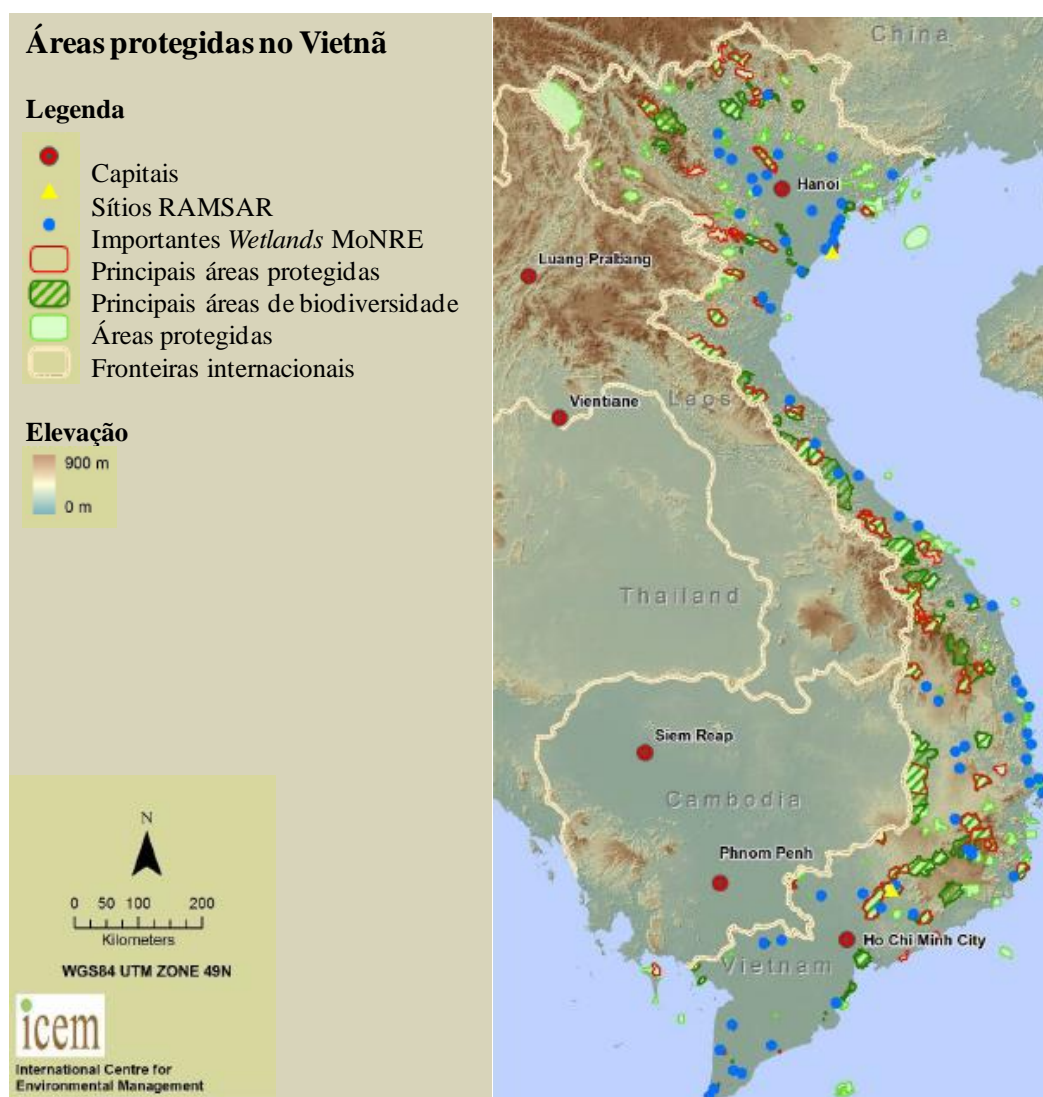 Áreas protegidas no Vietnã
Legenda
Capitais
Sítios RAMSAR
Importantes Wetlands MoNRE
Principais áreas protegidas
Principais áreas de biodiversidade
Áreas protegidas
Fronteiras internacionais
Elevação
900 m
0 m
N
0 50 100 200
Kilometers
WGS84 UTM ZONE 49N
icem
International Centre for
Environmental Management
China
Hanoi
Luang Prabang
Vientiane
Laos
Thailand
Siem Reap
Cambodia
Phnom Penh
Ho Chi Minh City
Vietnam